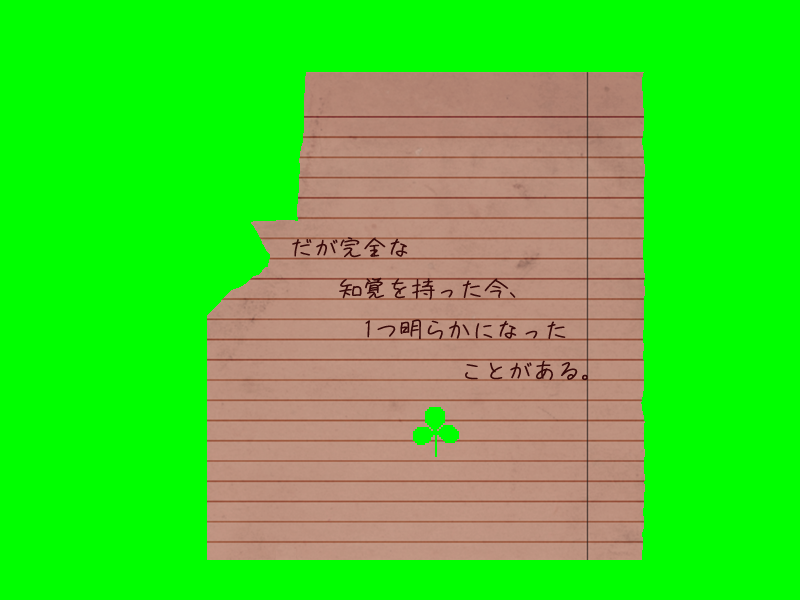 だが完全な
知覚を持った今、
1つ明らかになった
ことがある。